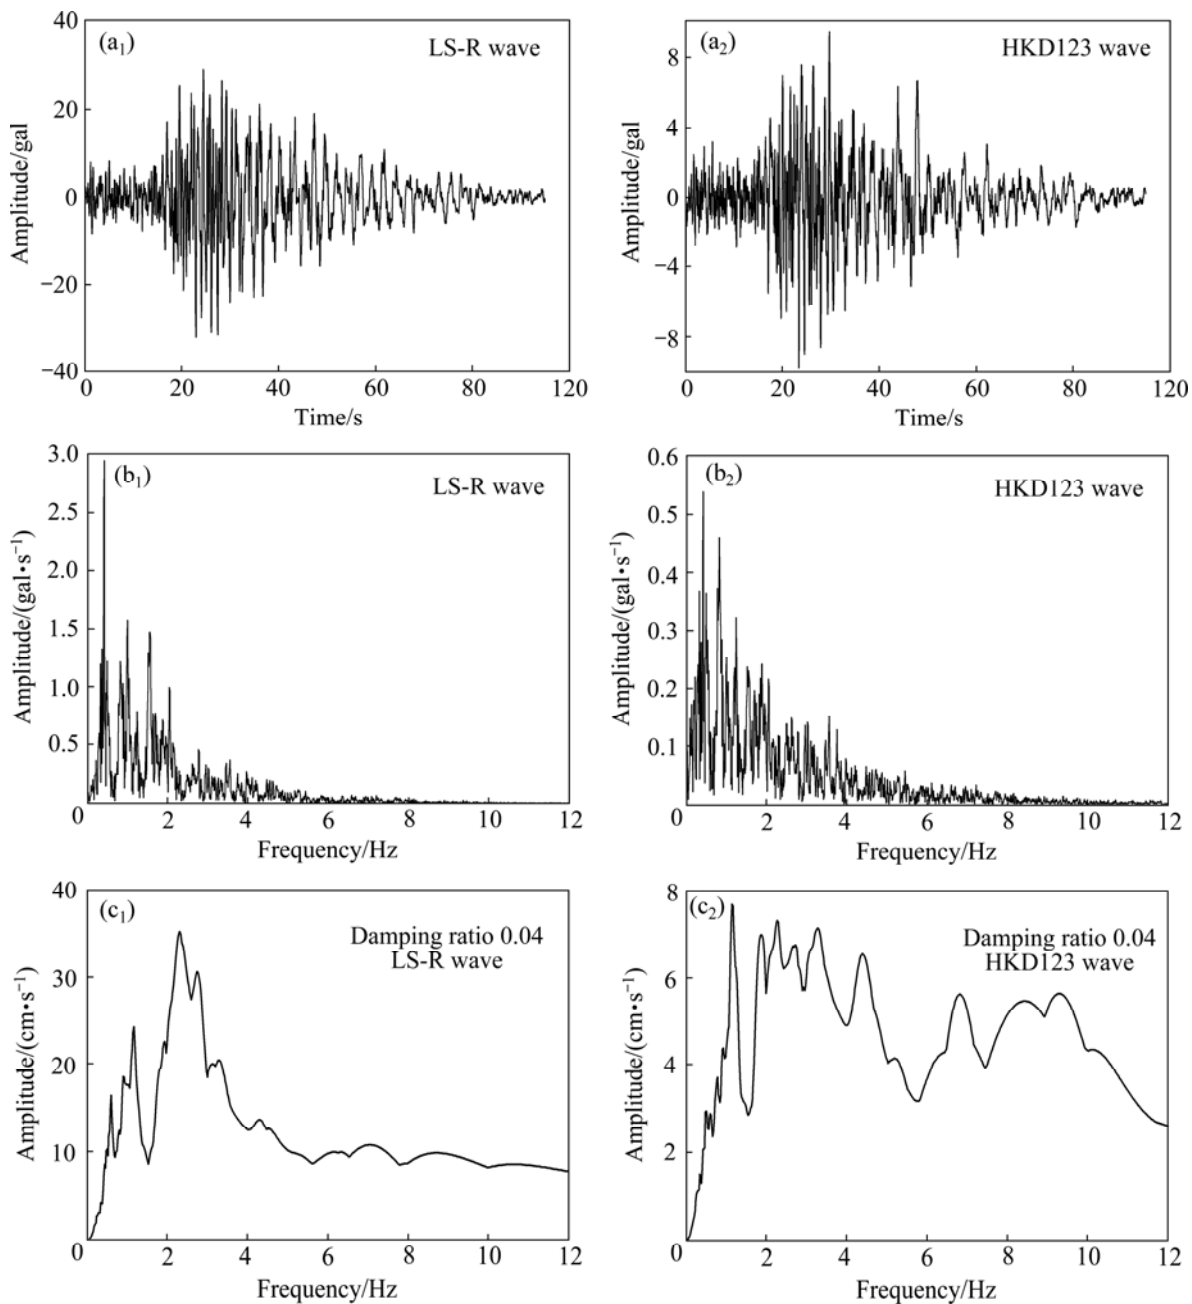 (a₁)
LS-R wave
40
20
0
−20
−40
Amplitude/gal
0 20 40 60 80 100 120
Time/s
(a₂)
HKD123 wave
8
4
0
−4
−8
Amplitude/gal
0 20 40 60 80 100 120
Time/s
(b₁)
LS-R wave
3.0
2.5
2.0
1.5
1.0
0.5
Amplitude/(gal•s⁻¹)
0 2 4 6 8 10 12
Frequency/Hz
(b₂)
HKD123 wave
0.6
0.5
0.4
0.3
0.2
0.1
Amplitude/(gal•s⁻¹)
0 2 4 6 8 10 12
Frequency/Hz
(c₁)
Damping ratio 0.04
LS-R wave
40
30
20
10
Amplitude/(cm•s⁻¹)
0 2 4 6 8 10 12
Frequency/Hz
(c₂)
Damping ratio 0.04
HKD123 wave
8
6
4
2
Amplitude/(cm•s⁻¹)
0 2 4 6 8 10 12
Frequency/Hz